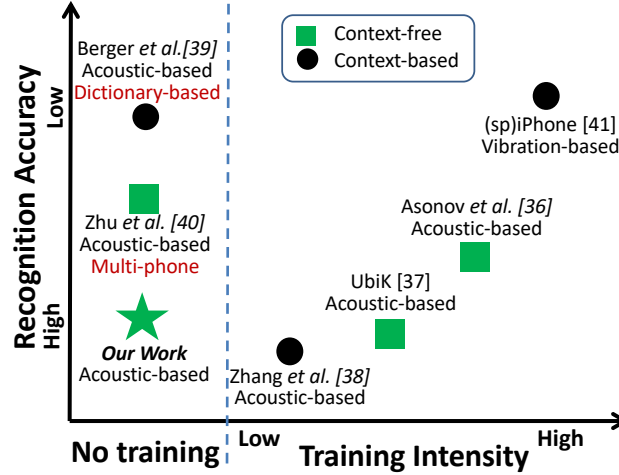 Context-free
Context-based
Recognition Accuracy
Low
High
Berger et al.[39]
Acoustic-based
Dictionary-based
(sp)iPhone [41]
Vibration-based
Zhu et al. [40]
Acoustic-based
Multi-phone
Asonov et al. [36]
Acoustic-based
UbiK [37]
Acoustic-based
Our Work
Acoustic-based
Zhang et al. [38]
Acoustic-based
No training
Low
Training Intensity
High